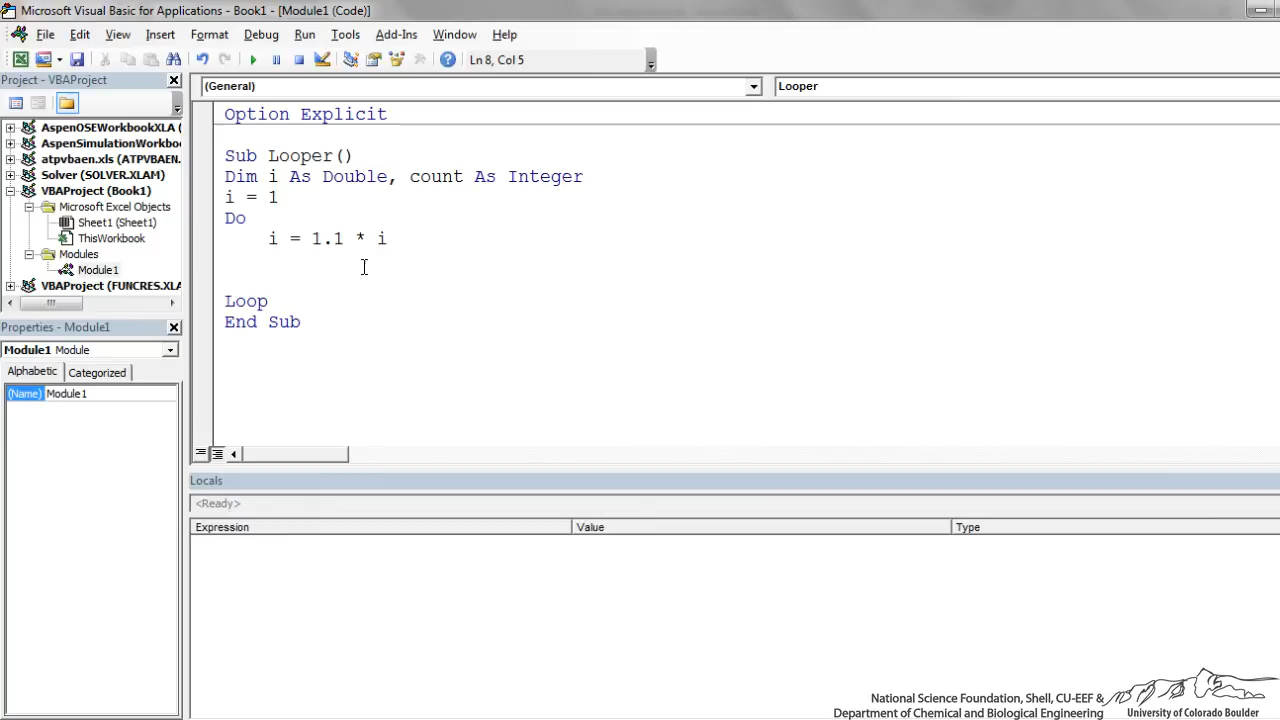 Microsoft Visual Basic for Applications - Book1 - [Module1 (Code)]
File Edit View Insert Format Debug Run Tools Add-Ins Window Help
Ln 8, Col 5
Project - VBAProject
(General)
Looper
AspenOSEWorkbookXLA (
AspenSimulationWorkboo
atpvbaen.xls (ATPVBAEN.
Solver (SOLVER.XLAM)
VBAProject (Book1)
Microsoft Excel Objects
Sheet1 (Sheet1)
ThisWorkbook
Modules
Module1
VBAProject (FUNCRES.XLA
Option Explicit
Sub Looper()
Dim i As Double, count As Integer
i = 1
Do
i = 1.1 * i
Loop
End Sub
Properties - Module1
Module1 Module
Alphabetic Categorized
(Name) Module1
Locals
<Ready>
Expression Value Type
National Science Foundation, Shell, CU-EEF &
Department of Chemical and Biological Engineering
University of Colorado Boulder